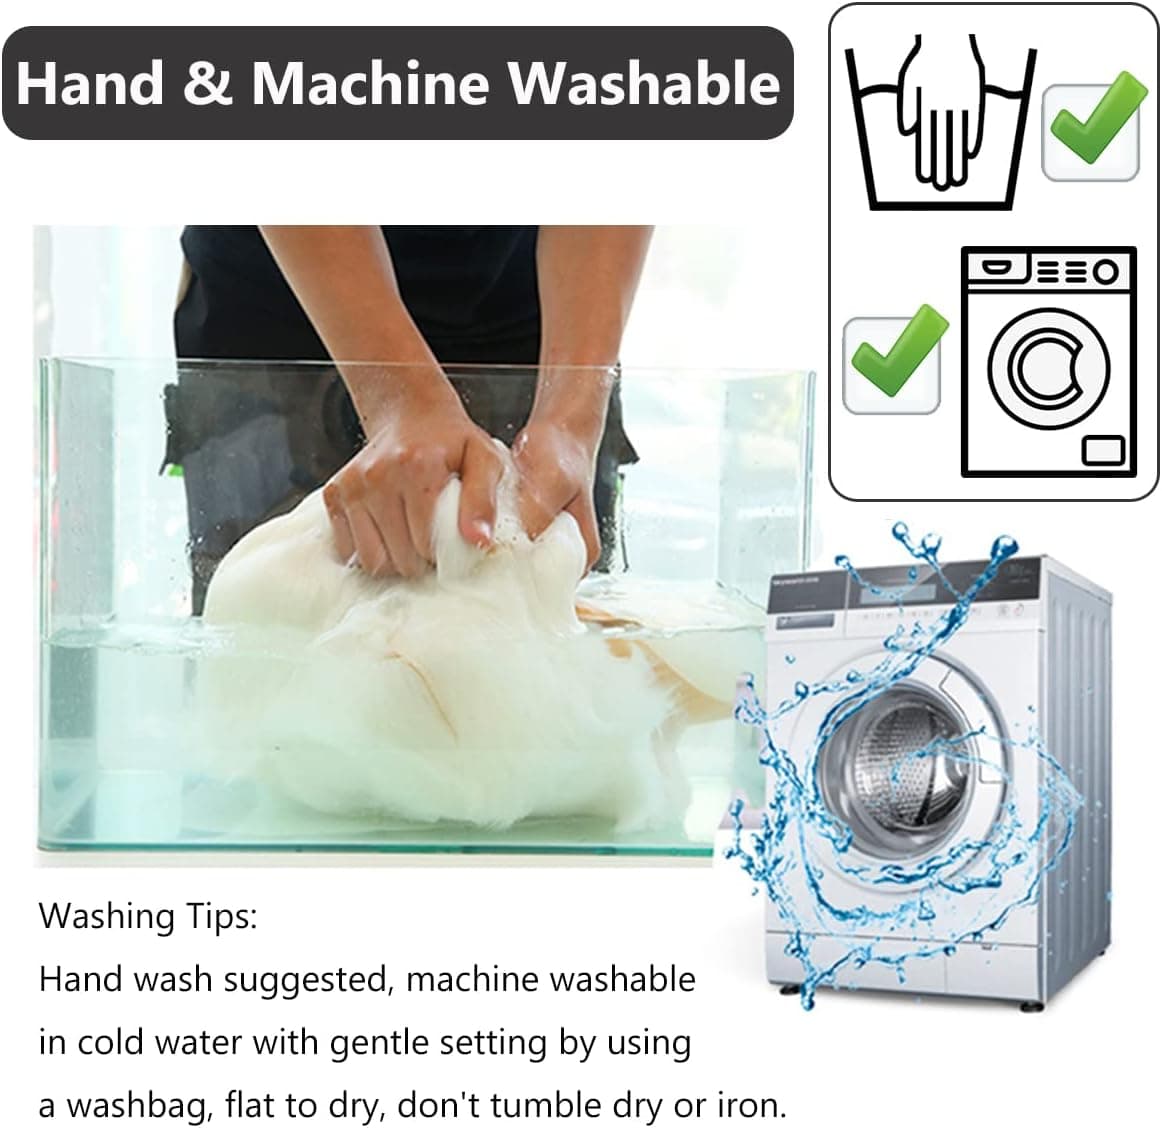 Hand & Machine Washable
Washing Tips:
Hand wash suggested, machine washable
in cold water with gentle setting by using
a washbag, flat to dry, don't tumble dry or iron.